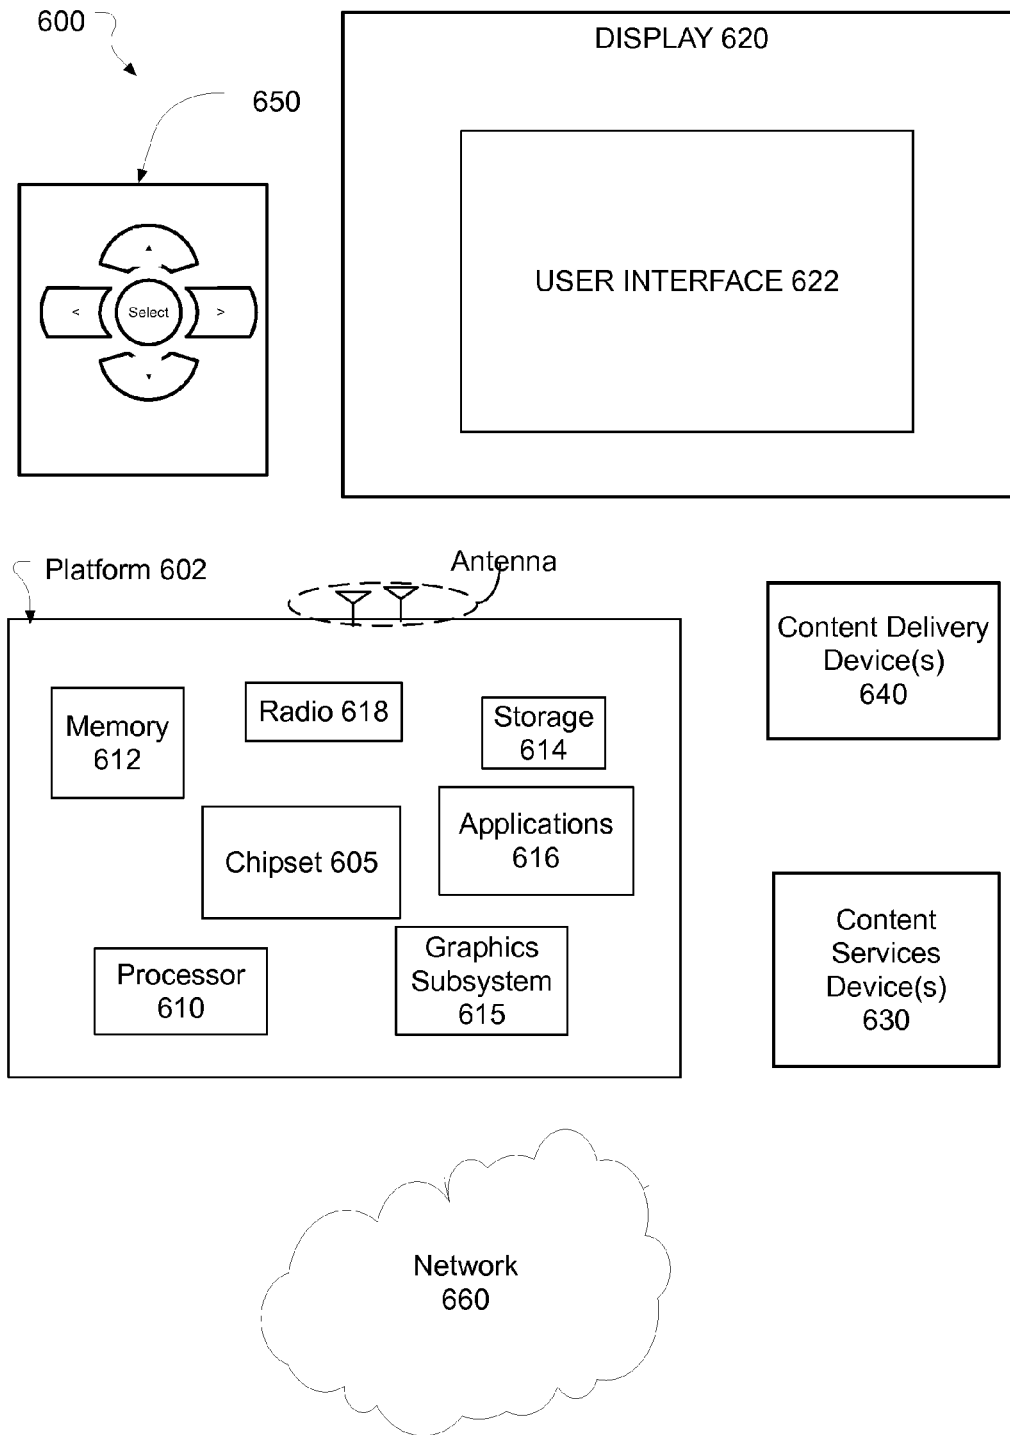 600
DISPLAY 620
650
USER INTERFACE 622
<
Select
>
Platform 602
Antenna
Content Delivery
Device(s)
640
Memory
612
Radio 618
Storage
614
Chipset 605
Applications
616
Processor
610
Graphics
Subsystem
615
Content
Services
Device(s)
630
Network
660